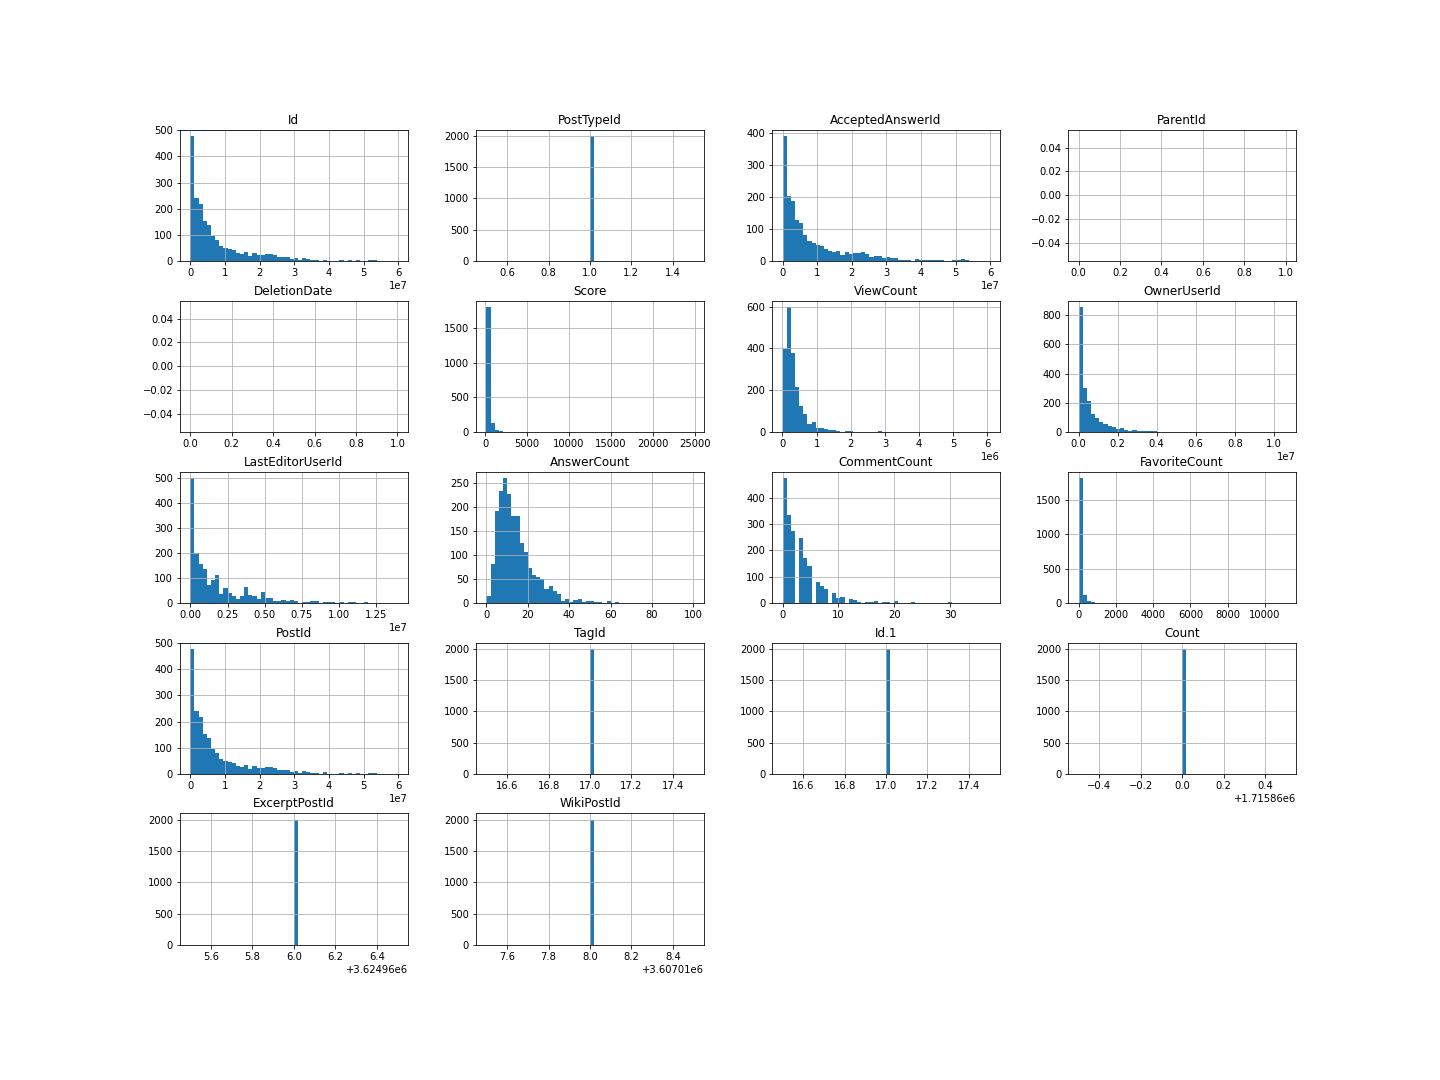 Id PostTypeId AcceptedAnswerId ParentId
500 400 300 200 100 0
0 1 2 3 4 5 6
1e7
2000 1500 1000 500 0
0.6 0.8 1.0 1.2 1.4
400 300 200 100 0
0 1 2 3 4 5 6
1e7
0.04 0.02 0.00 −0.02 −0.04
0.0 0.2 0.4 0.6 0.8 1.0
DeletionDate Score ViewCount OwnerUserId
0.04 0.02 0.00 −0.02 −0.04
0.0 0.2 0.4 0.6 0.8 1.0
1500 1000 500 0
0 5000 10000 15000 20000 25000
600 400 200 0
0 1 2 3 4 5 6
1e6
800 600 400 200 0
0.0 0.2 0.4 0.6 0.8 1.0
1e7
LastEditorUserId AnswerCount CommentCount FavoriteCount
500 400 300 200 100 0
0.00 0.25 0.50 0.75 1.00 1.25
1e7
250 200 150 100 50 0
0 20 40 60 80 100
400 300 200 100 0
0 10 20 30
1500 1000 500 0
0 2000 4000 6000 8000 10000
PostId TagId Id.1 Count
500 400 300 200 100 0
0 1 2 3 4 5 6
1e7
2000 1500 1000 500 0
16.6 16.8 17.0 17.2 17.4
2000 1500 1000 500 0
16.6 16.8 17.0 17.2 17.4
2000 1500 1000 500 0
−0.4 −0.2 0.0 0.2 0.4
+1.71586e6
ExcerptPostId WikiPostId
2000 1500 1000 500 0
5.6 5.8 6.0 6.2 6.4
+3.62496e6
2000 1500 1000 500 0
7.6 7.8 8.0 8.2 8.4
+3.60701e6